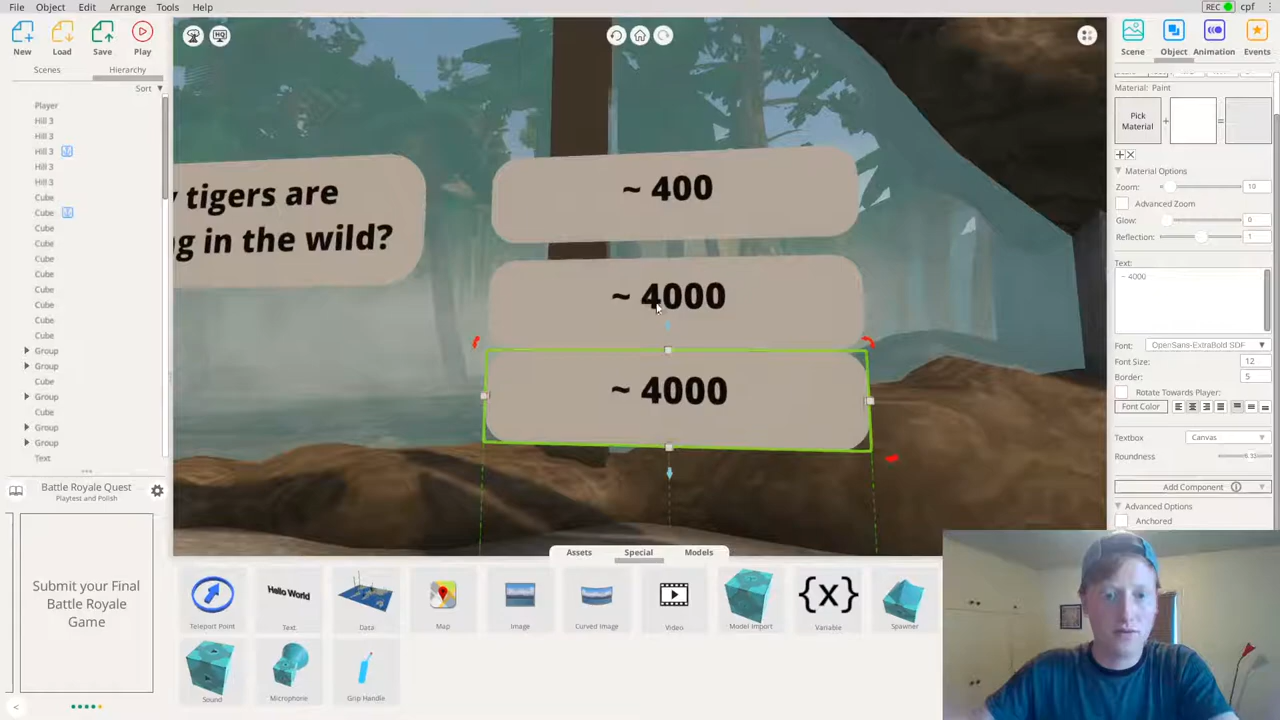 File Object Edit Arrange Tools Help
REC cpf
New Load Save Play
HQ
Scene Object Animation Events
Scenes Hierarchy
Sort
Player
Hill 3
Hill 3
Hill 3
Hill 3
Hill 3
Cube
Cube
Cube
Cube
Cube
Cube
Cube
Cube
Cube
Cube
Group
Group
Cube
Group
Cube
Group
Group
Text
y tigers are
g in the wild?
~ 400
~ 4000
~ 4000
Material: Paint
Pick
Material
+ =
Material Options
Zoom: 10
Advanced Zoom
Glow: 0
Reflection: 1
Text:
~ 4000
Font: OpenSans-ExtraBold SDF
Font Size: 12
Border: 5
Rotate Towards Player:
Font Color
Textbox Canvas
Roundness
Add Component
Advanced Options
Anchored
Battle Royale Quest
Playtest and Polish
Submit your Final
Battle Royale
Game
<
Assets Special Models
Hello World
{x}
Teleport Point Text Data Map Image Curved Image Video Model Import Variable Spawner
Sound Microphone Grip Handle